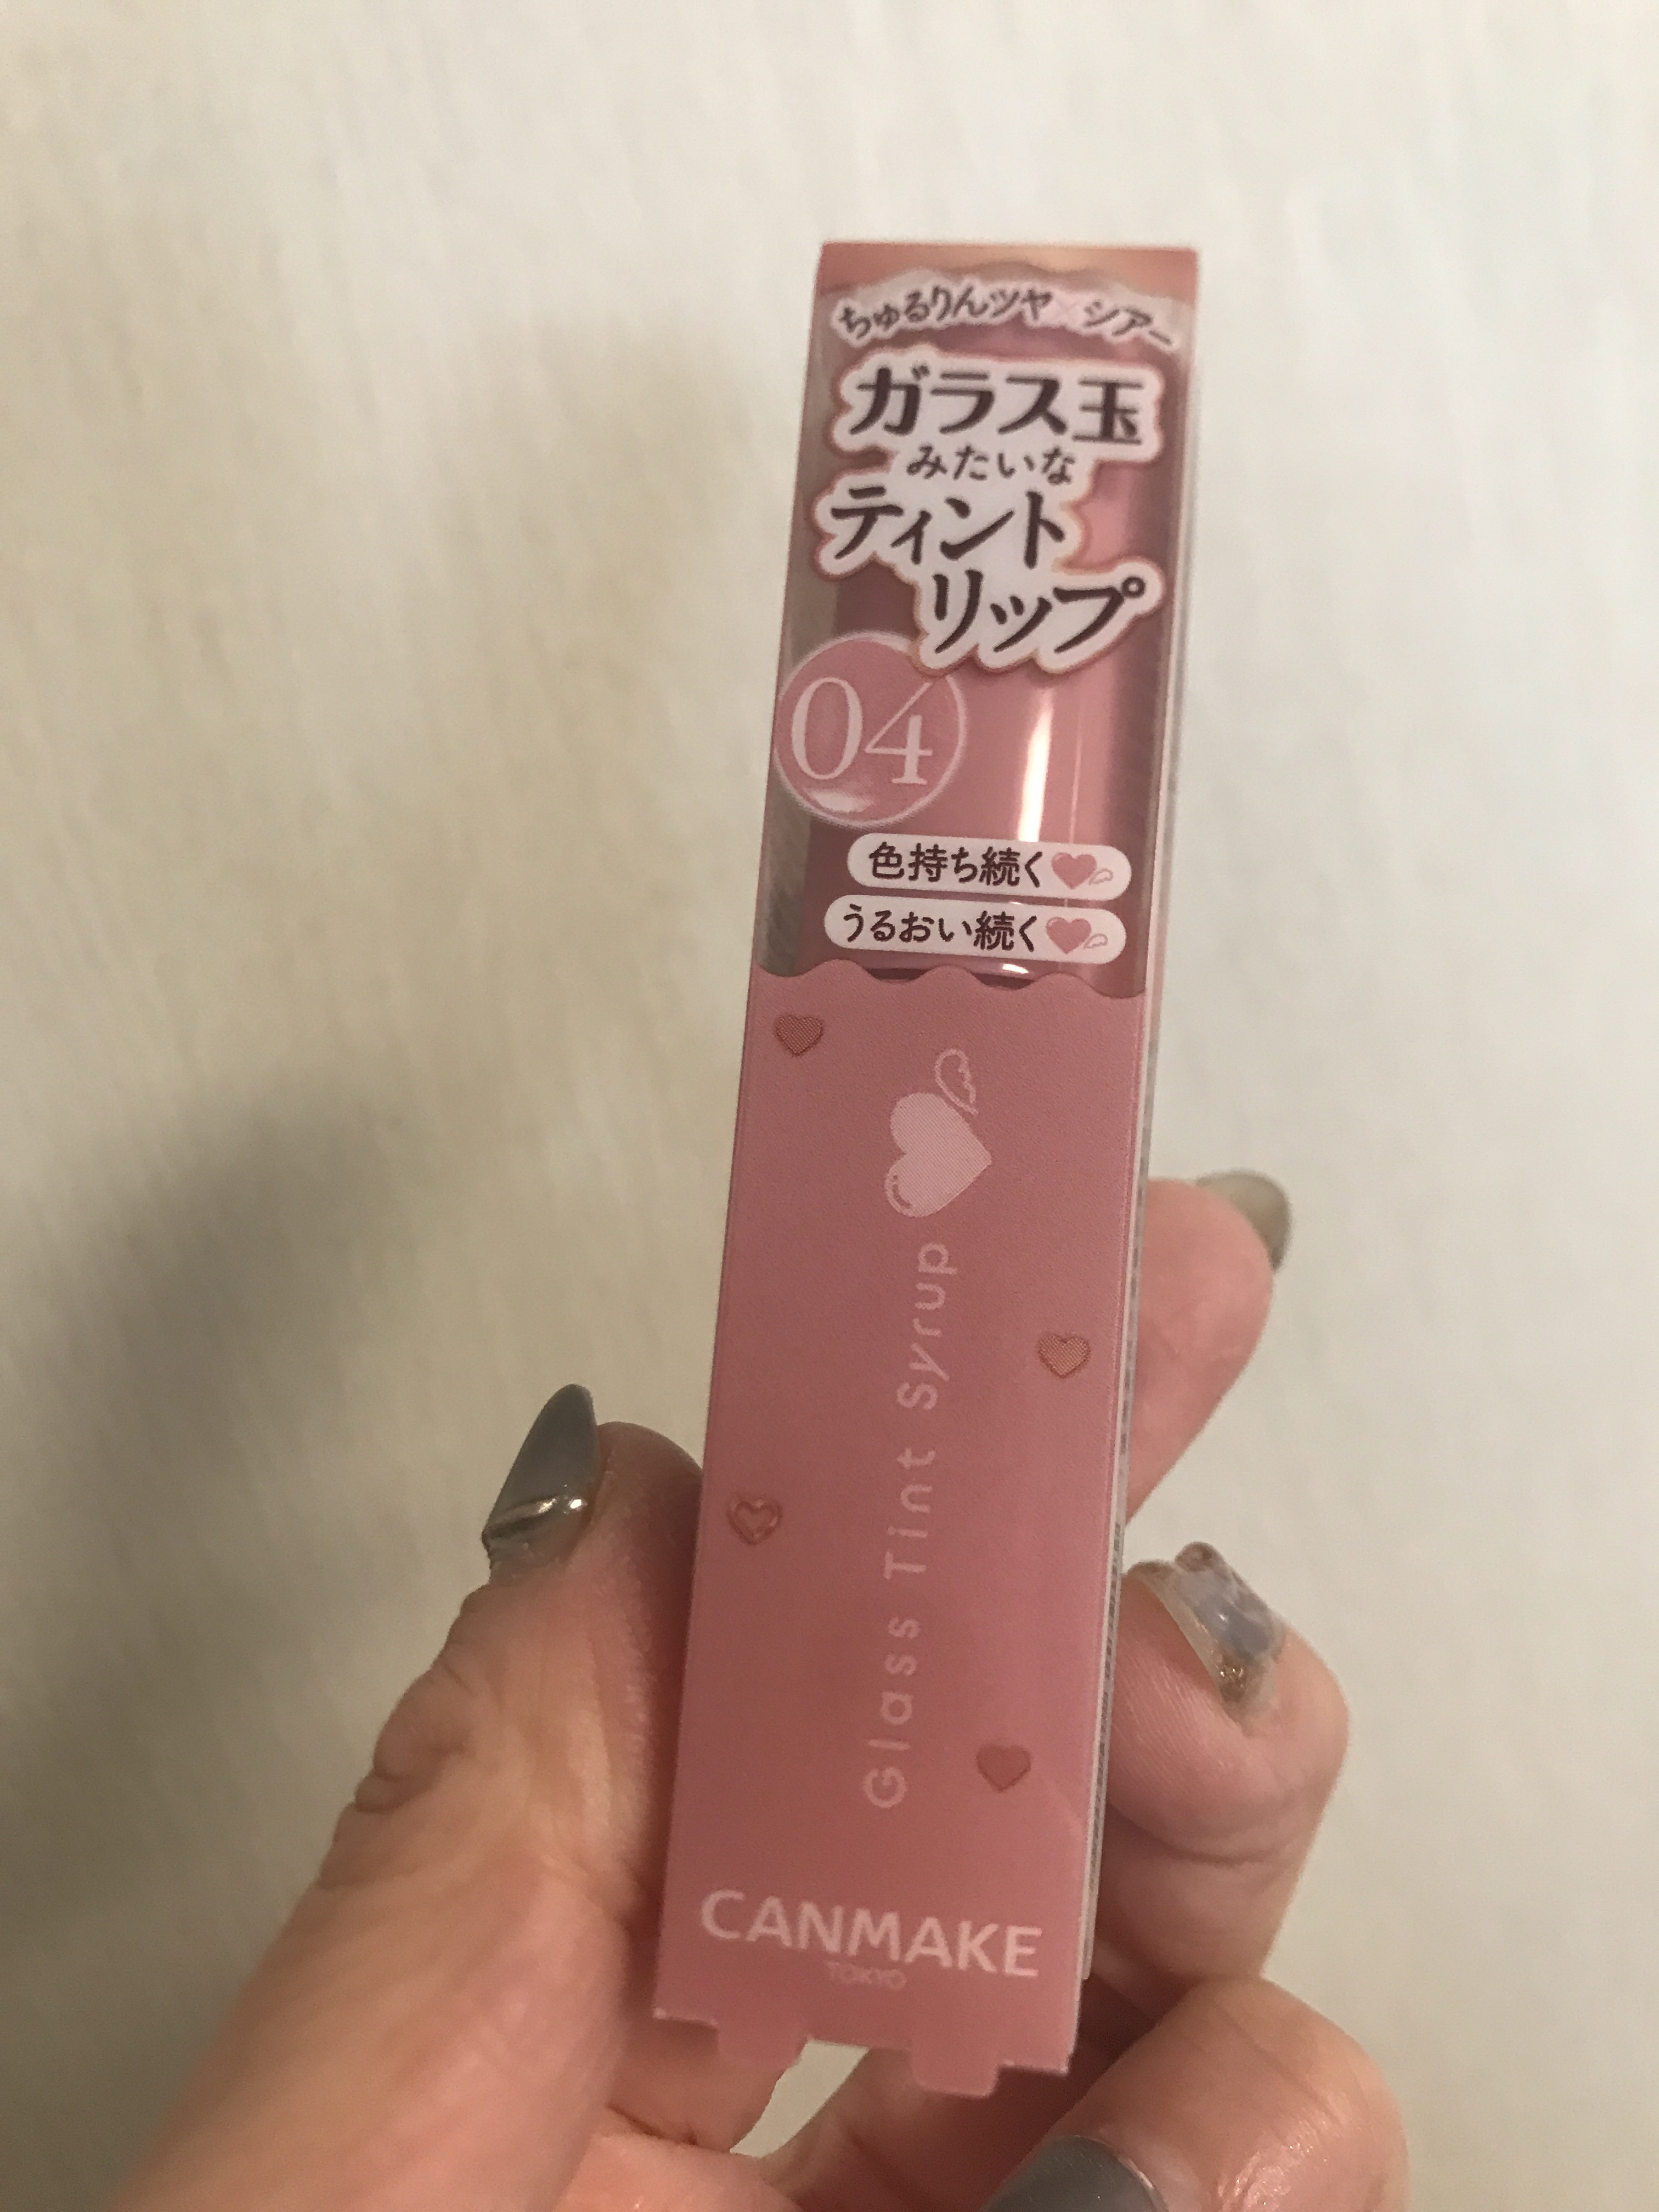 ちゅるりんツヤ×シアー
ガラス玉
みたいな
ティント
リップ
04
色持ち続く
うるおい続く
Glass Tint Syrup
CANMAKE
TOKYO